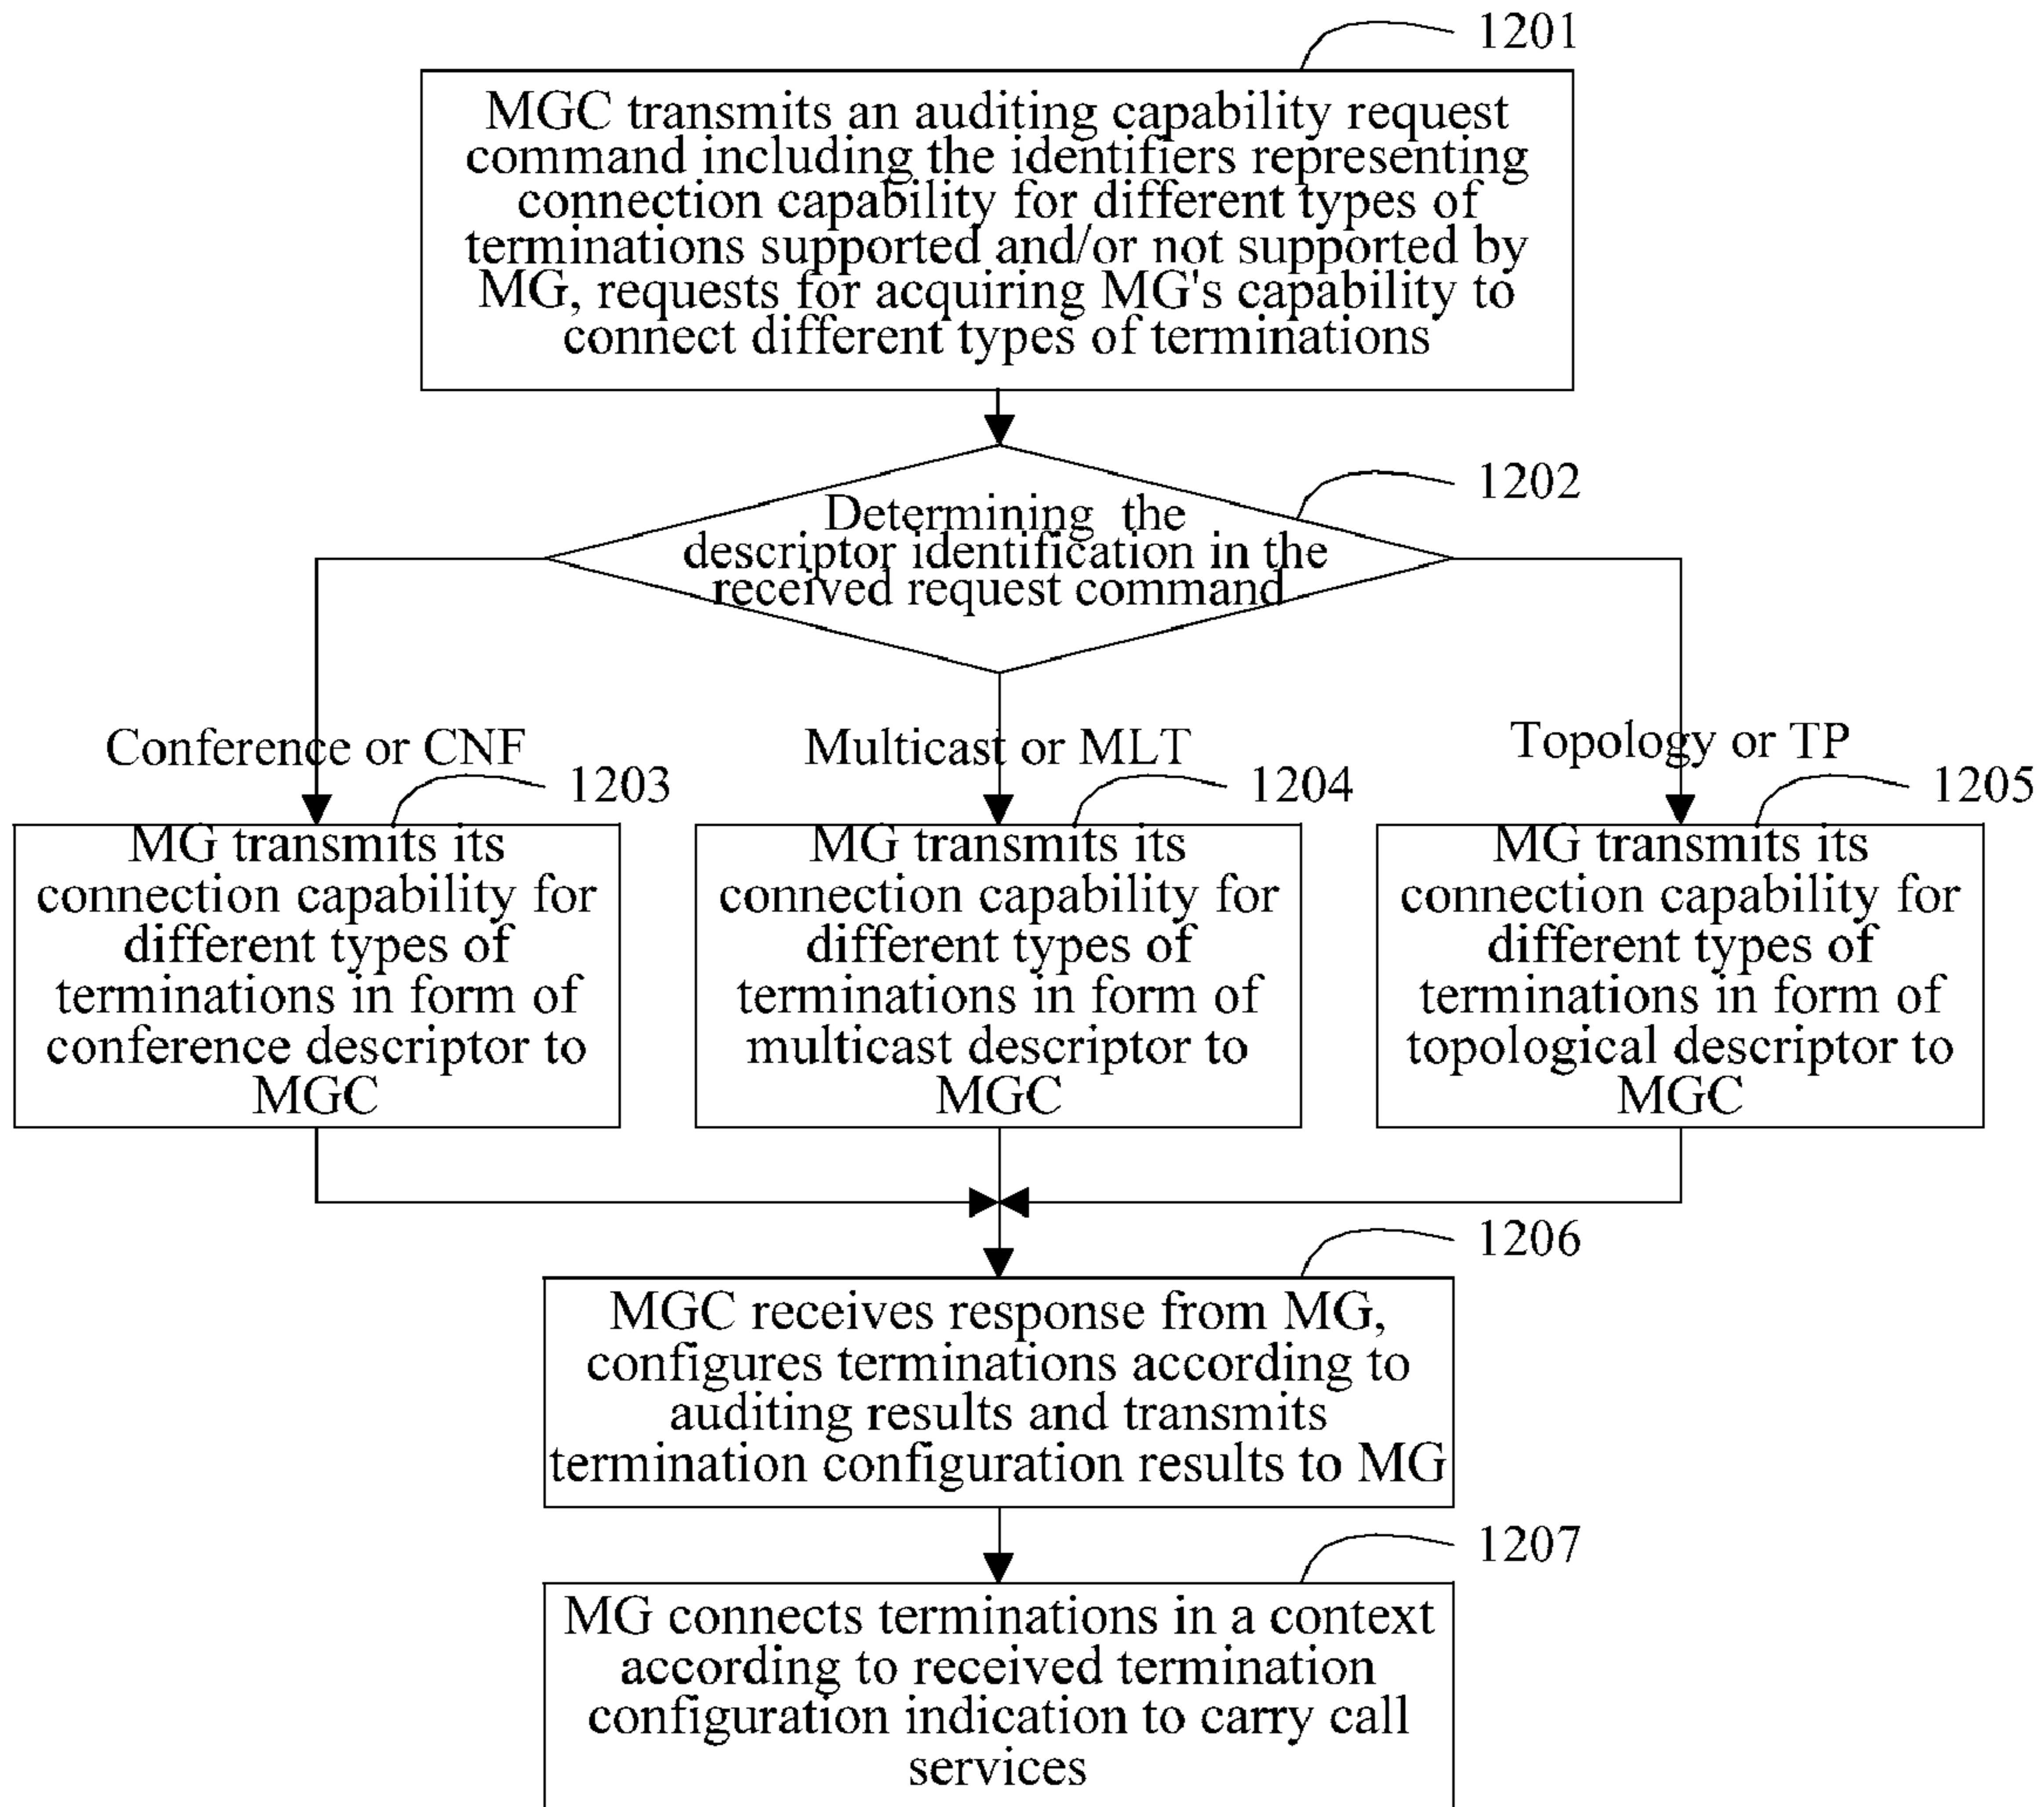 1201
MGC transmits an auditing capability request
command including the identifiers representing
connection capability for different types of
terminations supported and/or not supported by
MG, requests for acquiring MG's capability to
connect different types of terminations
1202
Determining the
descriptor identification in the
received request command
Conference or CNF
1203
MG transmits its
connection capability for
different types of
terminations in form of
conference descriptor to
MGC
Multicast or MLT
1204
MG transmits its
connection capability for
different types of
terminations in form of
multicast descriptor to
MGC
Topology or TP
1205
MG transmits its
connection capability for
different types of
terminations in form of
topological descriptor to
MGC
1206
MGC receives response from MG,
configures terminations according to
auditing results and transmits
termination configuration results to MG
1207
MG connects terminations in a context
according to received termination
configuration indication to carry call
services